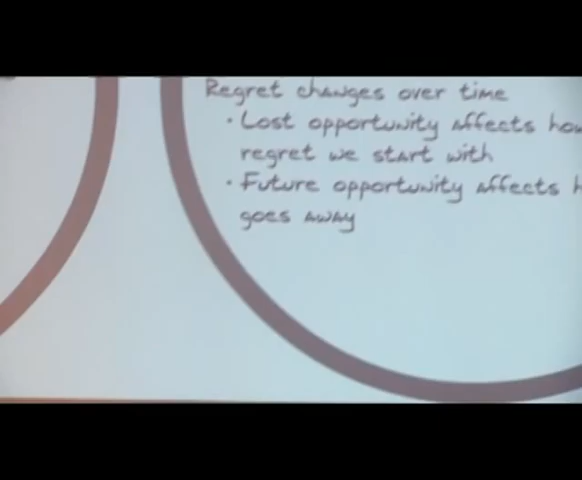 Regret changes over time
· Lost opportunity affects how
regret we start with
· Future opportunity affects h
goes away